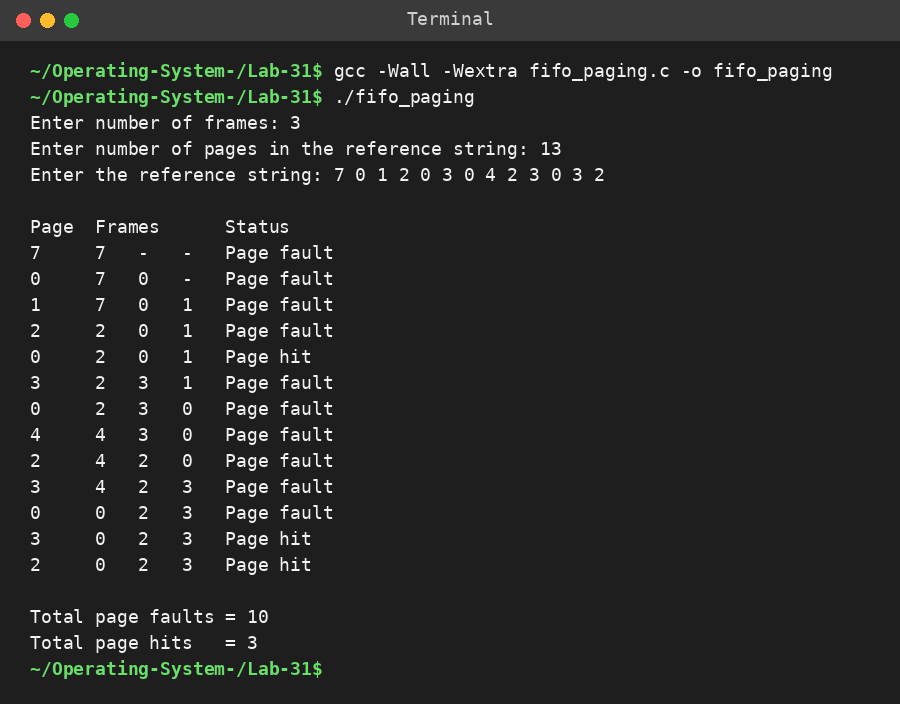 Terminal
~/Operating-System-/Lab-31$ gcc -Wall -Wextra fifo_paging.c -o fifo_paging
~/Operating-System-/Lab-31$ ./fifo_paging
Enter number of frames: 3
Enter number of pages in the reference string: 13
Enter the reference string: 7 0 1 2 0 3 0 4 2 3 0 3 2
Page  Frames      Status
7     7   -   -   Page fault
0     7   0   -   Page fault
1     7   0   1   Page fault
2     2   0   1   Page fault
0     2   0   1   Page hit
3     2   3   1   Page fault
0     2   3   0   Page fault
4     4   3   0   Page fault
2     4   2   0   Page fault
3     4   2   3   Page fault
0     0   2   3   Page fault
3     0   2   3   Page hit
2     0   2   3   Page hit
Total page faults = 10
Total page hits   = 3
~/Operating-System-/Lab-31$